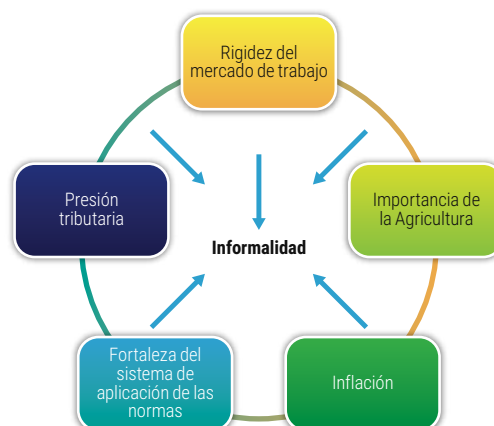 Rigidez del
mercado de trabajo
Presión
tributaria
Importancia de
la Agricultura
Informalidad
Fortaleza del
sistema de
aplicación de las
normas
Inflación